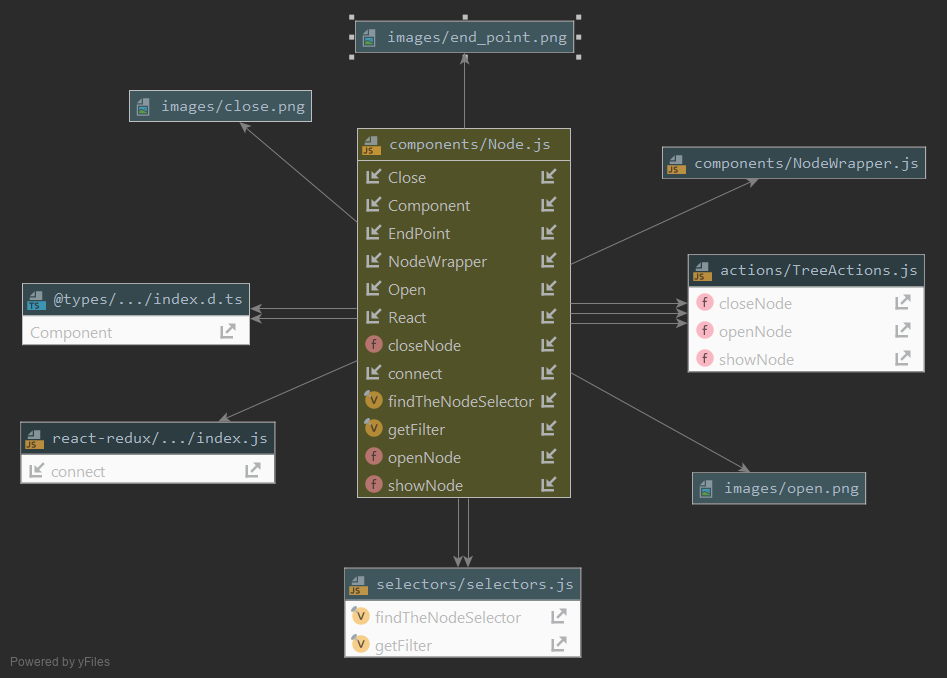 images/end_point.png
images/close.png
components/Node.js
Close
Component
EndPoint
NodeWrapper
Open
React
closeNode
connect
findTheNodeSelector
getFilter
openNode
showNode
components/NodeWrapper.js
actions/TreeActions.js
closeNode
openNode
showNode
@types/.../index.d.ts
Component
react-redux/.../index.js
connect
images/open.png
selectors/selectors.js
findTheNodeSelector
getFilter
Powered by yFiles